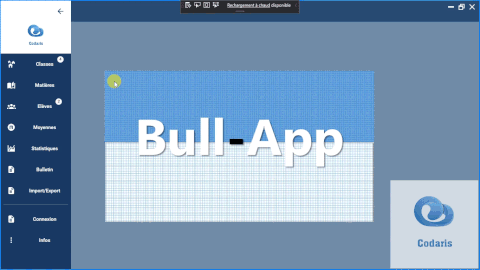 Rechargement à chaud disponible
Codaris
Classes
Matières
Elèves
Moyennes
Statistiques
Bulletin
Import/Export
Connexion
Infos
Bull-App
Codaris